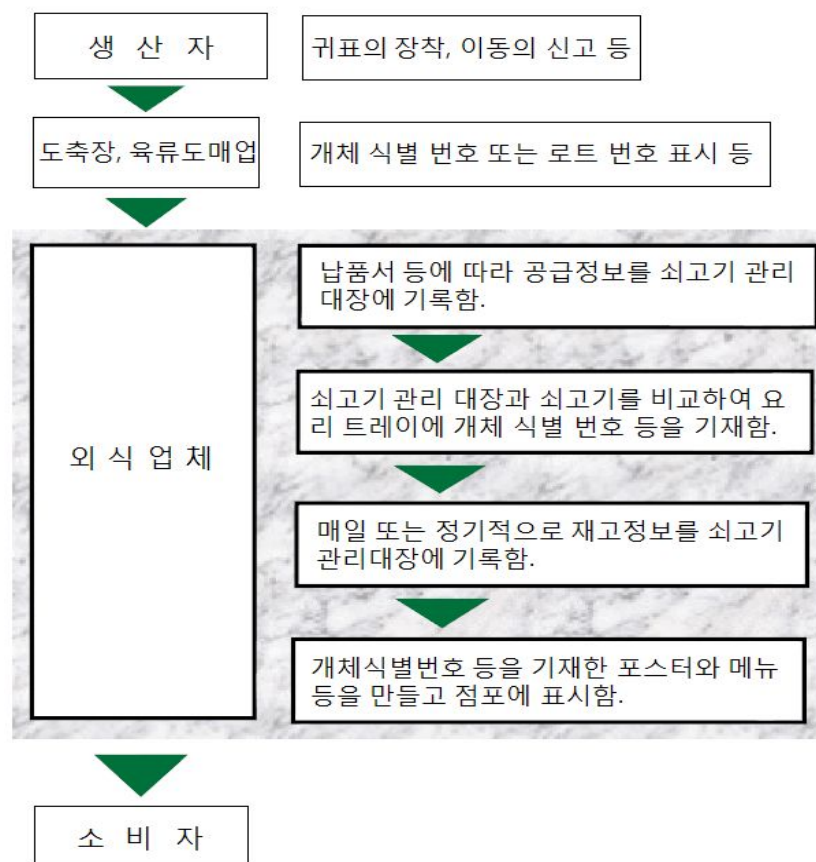 생 산 자
귀표의 장착, 이동의 신고 등
도축장, 육류도매업
개체 식별 번호 또는 로트 번호 표시 등
외 식 업 체
납품서 등에 따라 공급정보를 쇠고기 관리
대장에 기록함.
쇠고기 관리 대장과 쇠고기를 비교하여 요
리 트레이에 개체 식별 번호 등을 기재함.
매일 또는 정기적으로 재고정보를 쇠고기
관리대장에 기록함.
개체식별번호 등을 기재한 포스터와 메뉴
등을 만들고 점포에 표시함.
소 비 자